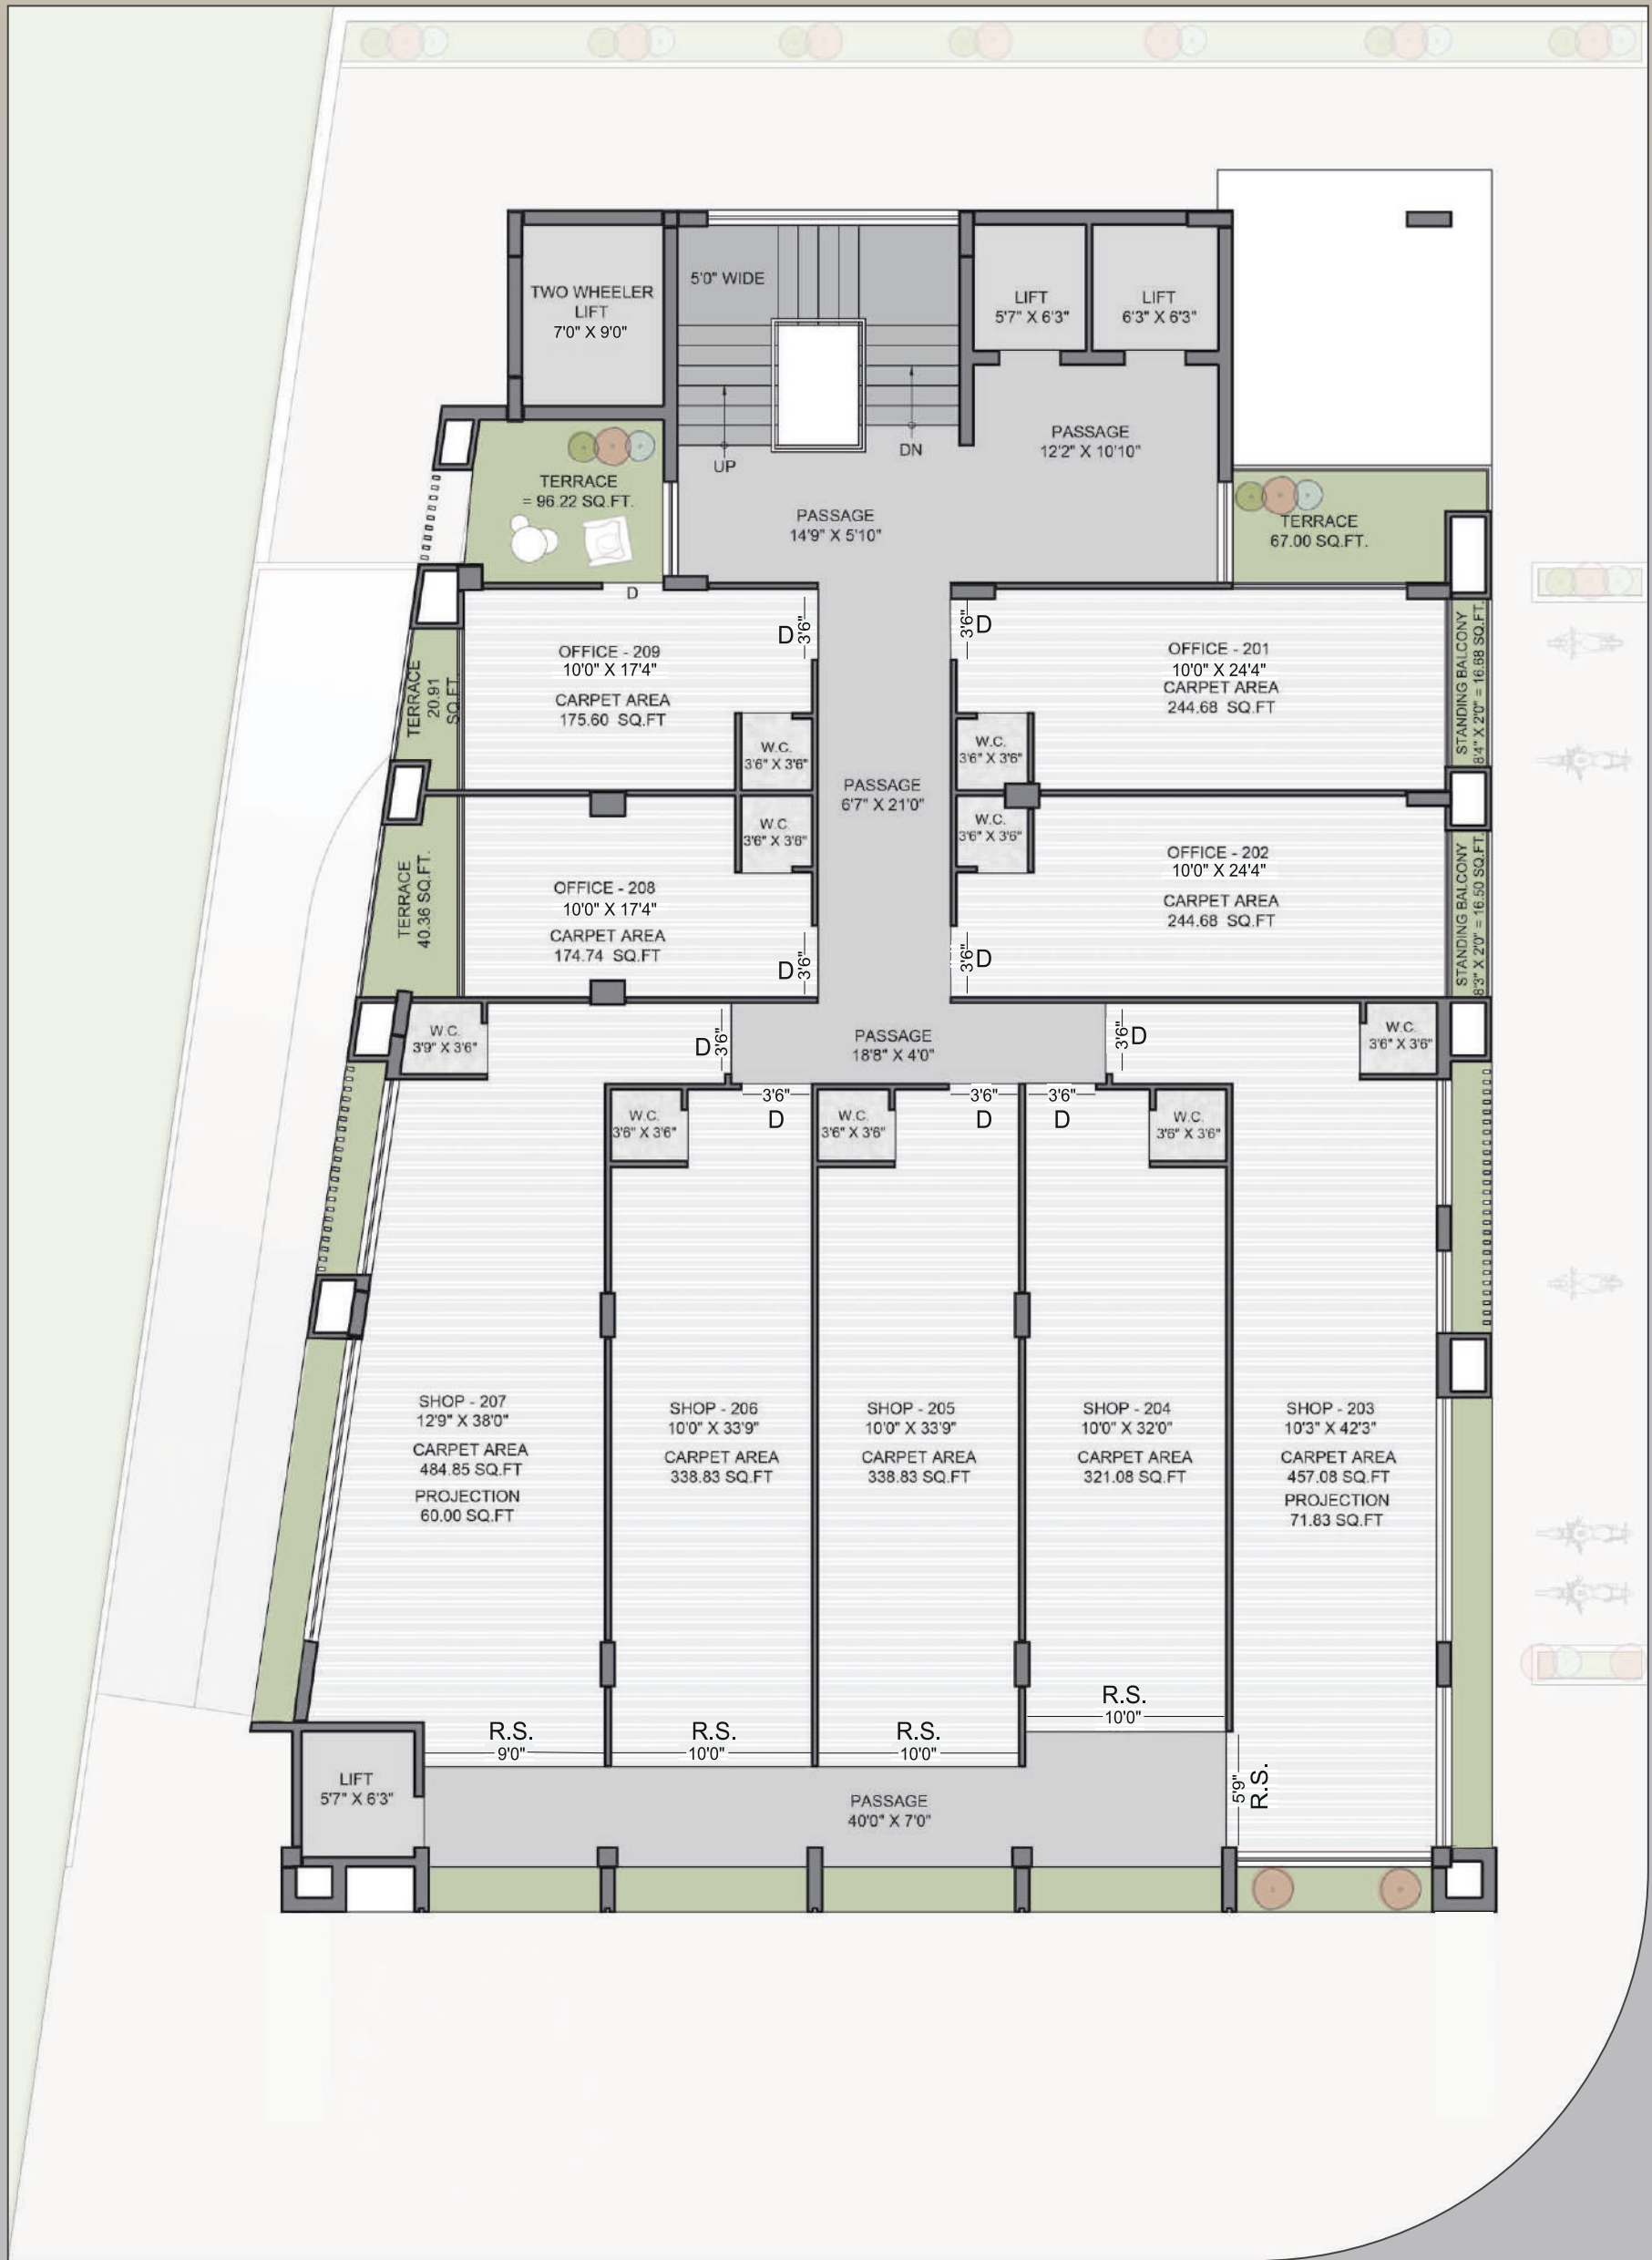 TWO WHEELER
LIFT
7'0" X 9'0"
5'0" WIDE
LIFT
5'7" X 6'3"
LIFT
6'3" X 6'3"
UP
DN
PASSAGE
12'2" X 10'10"
TERRACE
= 96.22 SQ.FT.
PASSAGE
14'9" X 5'10"
TERRACE
67.00 SQ.FT.
D
D
3'6"
3'6"
D
OFFICE - 209
10'0" X 17'4"
CARPET AREA
175.60 SQ.FT
TERRACE
20.91
SQ.FT.
W.C.
3'6" X 3'6"
W.C.
3'6" X 3'6"
OFFICE - 201
10'0" X 24'4"
CARPET AREA
244.68 SQ.FT
STANDING BALCONY
8'4" X 2'0" = 16.68 SQ.FT.
PASSAGE
6'7" X 21'0"
W.C.
3'6" X 3'6"
W.C.
3'6" X 3'6"
TERRACE
40.36 SQ.FT.
OFFICE - 208
10'0" X 17'4"
CARPET AREA
174.74 SQ.FT
D
3'6"
3'6"
D
OFFICE - 202
10'0" X 24'4"
CARPET AREA
244.68 SQ.FT
STANDING BALCONY
8'3" X 2'0" = 16.50 SQ.FT.
W.C.
3'9" X 3'6"
D
3'6"
PASSAGE
18'8" X 4'0"
3'6"
D
W.C.
3'6" X 3'6"
W.C.
3'6" X 3'6"
3'6"
D
W.C.
3'6" X 3'6"
3'6"
D
3'6"
D
W.C.
3'6" X 3'6"
SHOP - 207
12'9" X 38'0"
CARPET AREA
484.85 SQ.FT
PROJECTION
60.00 SQ.FT
SHOP - 206
10'0" X 33'9"
CARPET AREA
338.83 SQ.FT
SHOP - 205
10'0" X 33'9"
CARPET AREA
338.83 SQ.FT
SHOP - 204
10'0" X 32'0"
CARPET AREA
321.08 SQ.FT
SHOP - 203
10'3" X 42'3"
CARPET AREA
457.08 SQ.FT
PROJECTION
71.83 SQ.FT
R.S.
9'0"
R.S.
10'0"
R.S.
10'0"
R.S.
10'0"
5'9"
R.S.
LIFT
5'7" X 6'3"
PASSAGE
40'0" X 7'0"